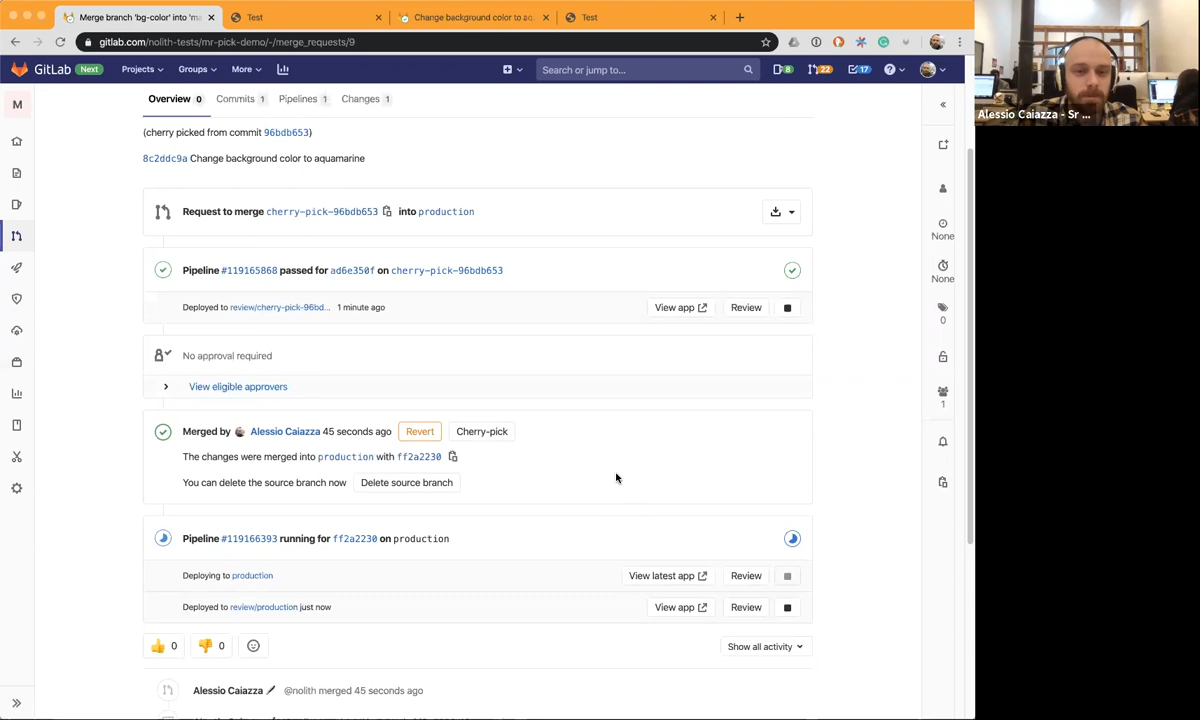 Merge branch 'bg-color' into 'ma
Test
Change background color to aq
Test
gitlab.com/nolith-tests/mr-pick-demo/-/merge_requests/9
GitLab Next Projects Groups More Search or jump to... 8 22 17
M
Overview 0 Commits 1 Pipelines 1 Changes 1
(cherry picked from commit 96bdb653)
8c2ddc9a Change background color to aquamarine
Request to merge cherry-pick-96bdb653 into production
Pipeline #119165868 passed for ad6e350f on cherry-pick-96bdb653
Deployed to review/cherry-pick-96bd... 1 minute ago View app Review
No approval required
View eligible approvers
Merged by Alessio Caiazza 45 seconds ago Revert Cherry-pick
The changes were merged into production with ff2a2230
You can delete the source branch now Delete source branch
Pipeline #119166393 running for ff2a2230 on production
Deploying to production View latest app Review
Deployed to review/production just now View app Review
0 0 Show all activity
Alessio Caiazza @nolith merged 45 seconds ago
None
None
0
1
Alessio Caiazza - Sr ...